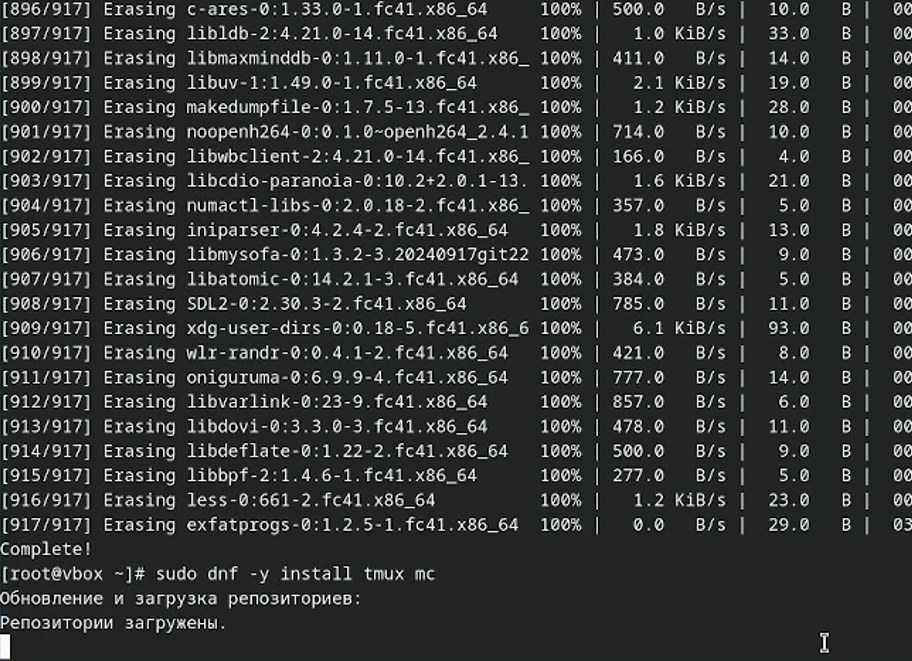 [896/917] Erasing c-ares-0:1.33.0-1.fc41.x86_64 100% | 500.0 B/s | 10.0 B | 00
[897/917] Erasing libldb-2:4.21.0-14.fc41.x86_64 100% | 1.0 KiB/s | 33.0 B | 00
[898/917] Erasing libmaxminddb-0:1.11.0-1.fc41.x86_ 100% | 411.0 B/s | 14.0 B | 00
[899/917] Erasing libuv-1:1.49.0-1.fc41.x86_64 100% | 2.1 KiB/s | 19.0 B | 00
[900/917] Erasing makedumpfile-0:1.7.5-13.fc41.x86_ 100% | 1.2 KiB/s | 28.0 B | 00
[901/917] Erasing noopenh264-0:0.1.0~openh264_2.4.1 100% | 714.0 B/s | 10.0 B | 00
[902/917] Erasing libwbclient-2:4.21.0-14.fc41.x86_ 100% | 166.0 B/s | 4.0 B | 00
[903/917] Erasing libcdio-paranoia-0:10.2+2.0.1-13. 100% | 1.6 KiB/s | 21.0 B | 00
[904/917] Erasing numactl-libs-0:2.0.18-2.fc41.x86_ 100% | 357.0 B/s | 5.0 B | 00
[905/917] Erasing iniparser-0:4.2.4-2.fc41.x86_64 100% | 1.8 KiB/s | 13.0 B | 00
[906/917] Erasing libmysofa-0:1.3.2-3.20240917git22 100% | 473.0 B/s | 9.0 B | 00
[907/917] Erasing libatomic-0:14.2.1-3.fc41.x86_64 100% | 384.0 B/s | 5.0 B | 00
[908/917] Erasing SDL2-0:2.30.3-2.fc41.x86_64 100% | 785.0 B/s | 11.0 B | 00
[909/917] Erasing xdg-user-dirs-0:0.18-5.fc41.x86_6 100% | 6.1 KiB/s | 93.0 B | 00
[910/917] Erasing wlr-randr-0:0.4.1-2.fc41.x86_64 100% | 421.0 B/s | 8.0 B | 00
[911/917] Erasing oniguruma-0:6.9.9-4.fc41.x86_64 100% | 777.0 B/s | 14.0 B | 00
[912/917] Erasing libvarlink-0:23-9.fc41.x86_64 100% | 857.0 B/s | 6.0 B | 00
[913/917] Erasing libdovi-0:3.3.0-3.fc41.x86_64 100% | 478.0 B/s | 11.0 B | 00
[914/917] Erasing libdeflate-0:1.22-2.fc41.x86_64 100% | 500.0 B/s | 9.0 B | 00
[915/917] Erasing libbpf-2:1.4.6-1.fc41.x86_64 100% | 277.0 B/s | 5.0 B | 00
[916/917] Erasing less-0:661-2.fc41.x86_64 100% | 1.2 KiB/s | 23.0 B | 00
[917/917] Erasing exfatprogs-0:1.2.5-1.fc41.x86_64 100% | 0.0 B/s | 29.0 B | 03
Complete!
[root@vbox ~]# sudo dnf -y install tmux mc
Обновление и загрузка репозиториев:
Репозитории загружены.